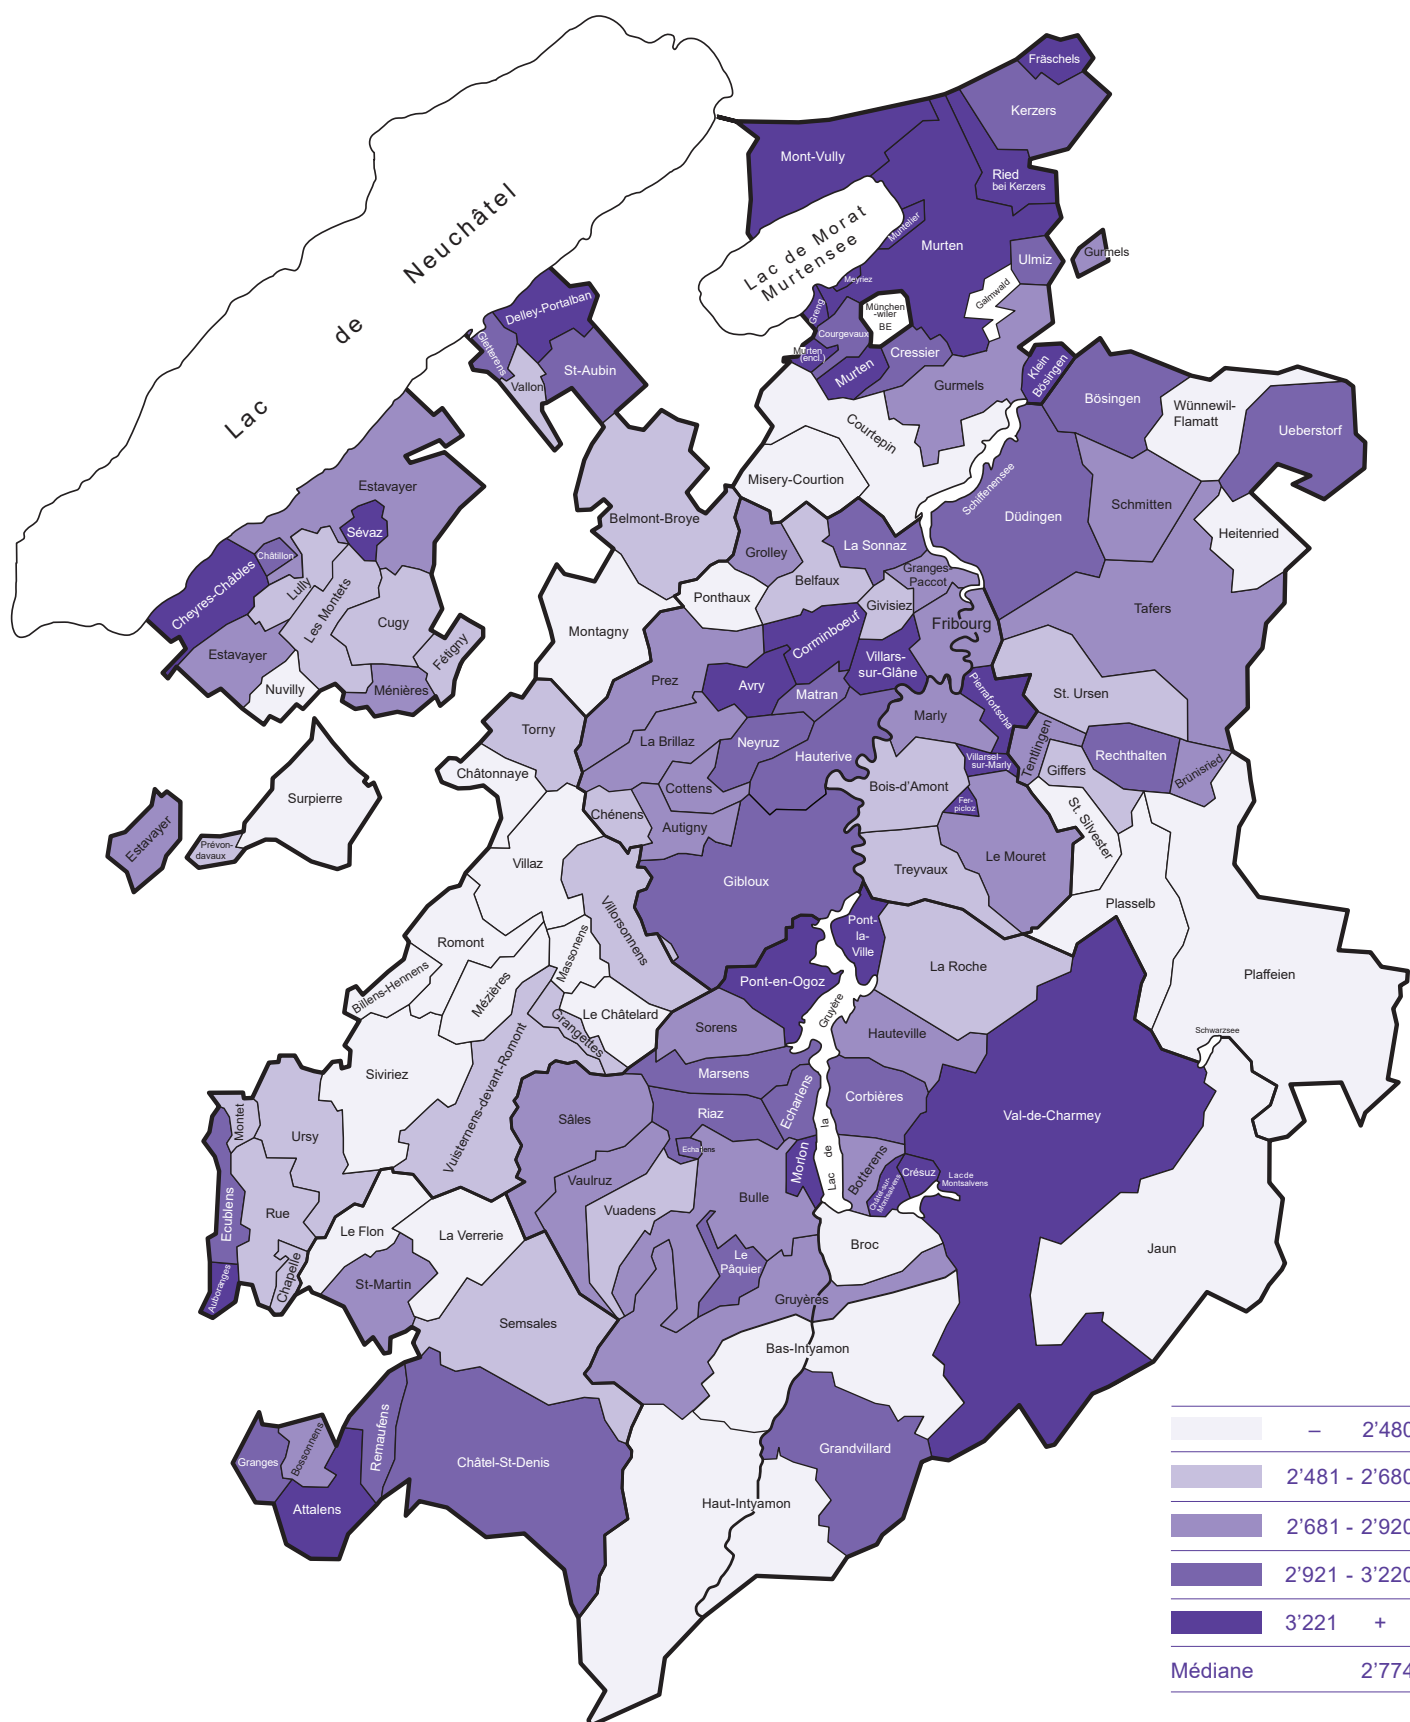 Fräschels
Kerzers
Mont-Vully
Ried
bei Kerzers
Lac de Morat
Murtensee
Muntelier
Murten
Ulmiz
Gurmels
Galmwald
Meyriez
Greng
München
-wiler
BE
Courgevaux
Murten
(encl.)
Murten
Cressier
Gurmels
Klein
Bösingen
Lac
de
Neuchâtel
Delley-Portalban
Gletterens
Vallon
St-Aubin
Bösingen
Wünnewil-
Flamatt
Ueberstorf
Courtepin
Misery-Courtion
Schiffenensee
Düdingen
Schmitten
Heitenried
Estavayer
Sévaz
Châtillon
Cheyres-Châbles
Lully
Les Montets
Cugy
Fétigny
Estavayer
Nuvilly
Ménières
Belmont-Broye
Grolley
La Sonnaz
Belfaux
Granges-
Paccot
Ponthaux
Givisiez
Fribourg
Tafers
Montagny
Corminboeuf
Villars-
sur-Glâne
Prez
Avry
Matran
Pierrafortscha
St. Ursen
Marly
Torny
La Brillaz
Neyruz
Hauterive
Villarsel-
sur-Marly
Tentlingen
Giffers
Rechthalten
Brünisried
Châtonnaye
Surpierre
Cottens
Bois-d'Amont
Fer-
picloz
St. Silvester
Chénens
Autigny
Estavayer
Prévon-
davaux
Villaz
Gibloux
Treyvaux
Le Mouret
Plasselb
Villorsonnens
Romont
Massonens
Pont-
la-
Ville
La Roche
Plaffeien
Billens-Hennens
Mézières
Pont-en-Ogoz
Le Châtelard
Grangettes
Gruyère
Sorens
Hauteville
Schwarzsee
Vuisternens-devant-Romont
Siviriez
Marsens
Echarlens
Corbières
Val-de-Charmey
Montet
Ursy
Sâles
Riaz
Echarlens
Morlon
Lac de la
Botterens
Châtel-sur-
Montsalvens
Crésuz
Lac de
Montsalvens
Vaulruz
Bulle
Ecublens
Rue
Vuadens
Le Flon
La Verrerie
Broc
Jaun
Le
Pâquier
Auboranges
Chapelle
St-Martin
Gruyères
Semsales
Bas-Intyamon
Remaufens
Bossonnens
Granges
Châtel-St-Denis
Grandvillard
Attalens
Haut-Intyamon
– 2'480
2'481 - 2'680
2'681 - 2'920
2'921 - 3'220
3'221 +
Médiane 2'774